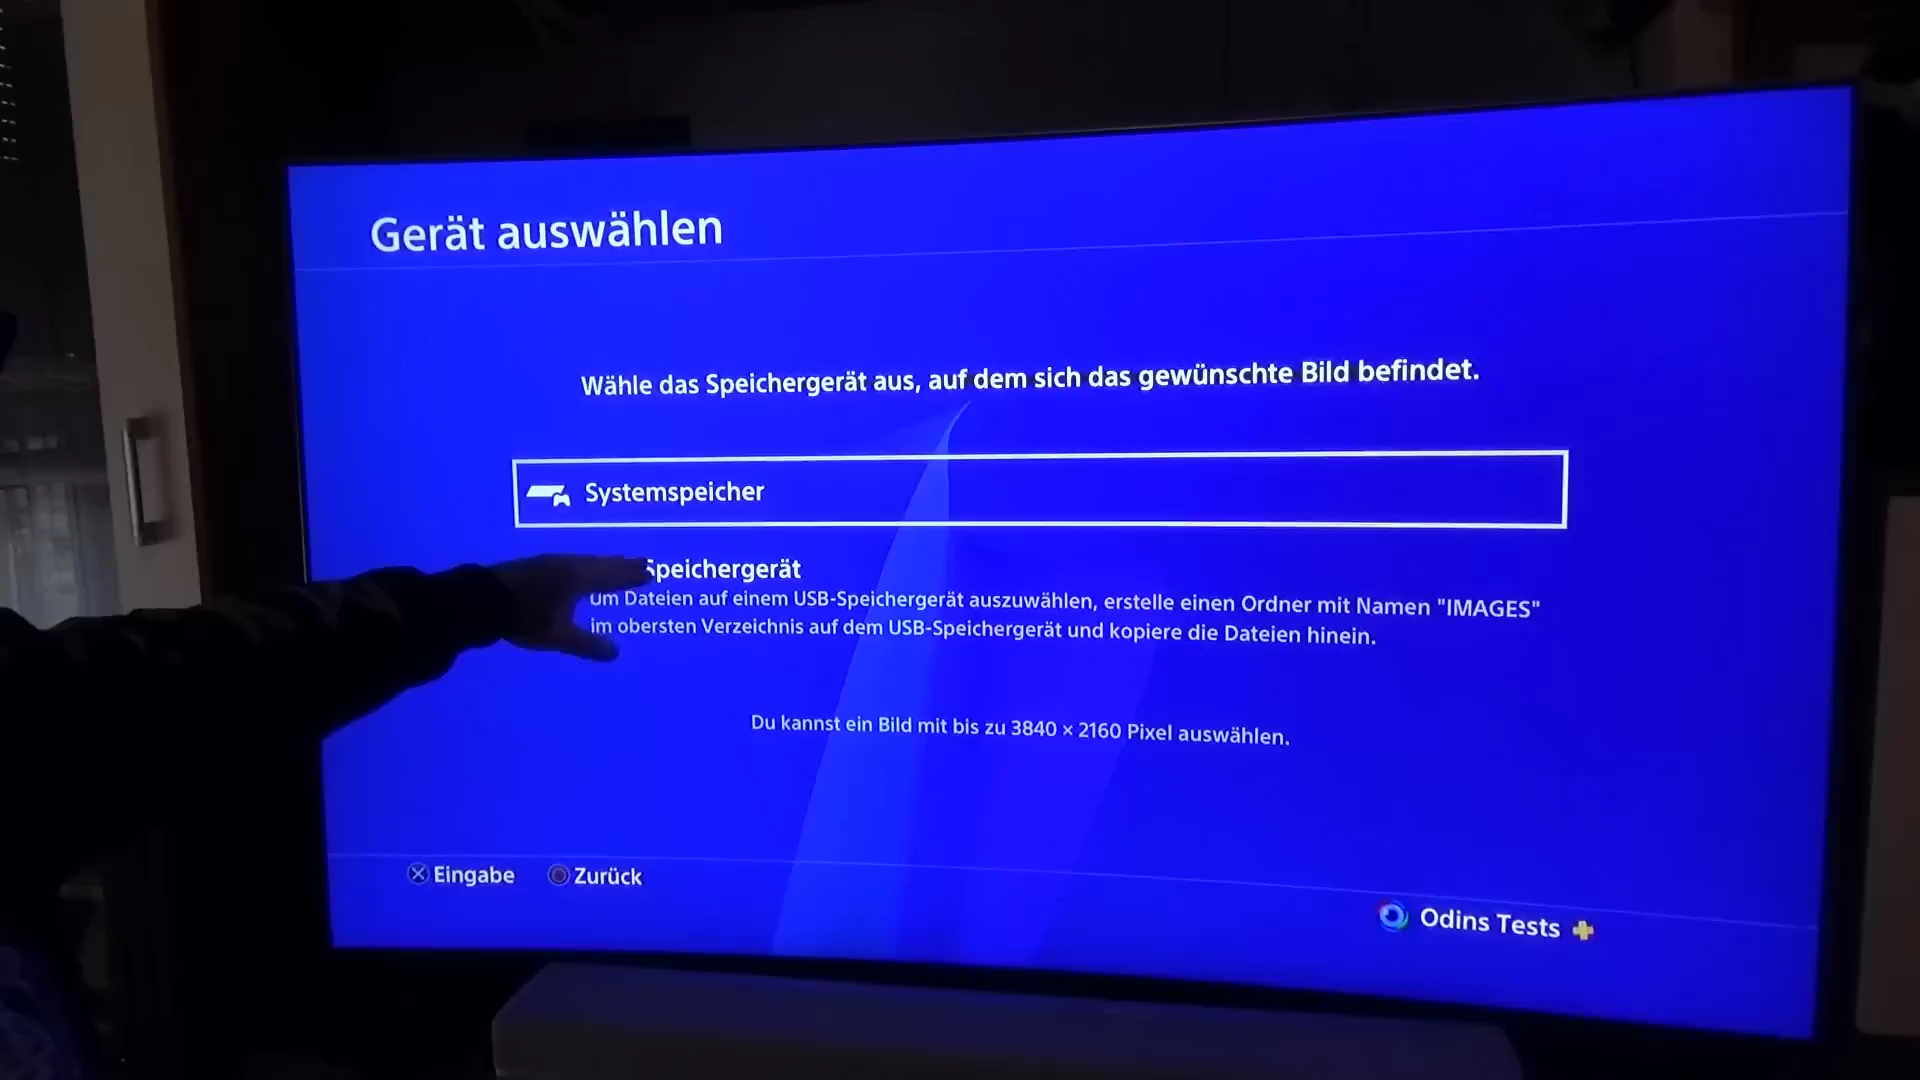 Gerät auswählen
Wähle das Speichergerät aus, auf dem sich das gewünschte Bild befindet.
Systemspeicher
Speichergerät
Um Dateien auf einem USB-Speichergerät auszuwählen, erstelle einen Ordner mit Namen "IMAGES"
im obersten Verzeichnis auf dem USB-Speichergerät und kopiere die Dateien hinein.
Du kannst ein Bild mit bis zu 3840 × 2160 Pixel auswählen.
Eingabe Zurück
Odins Tests